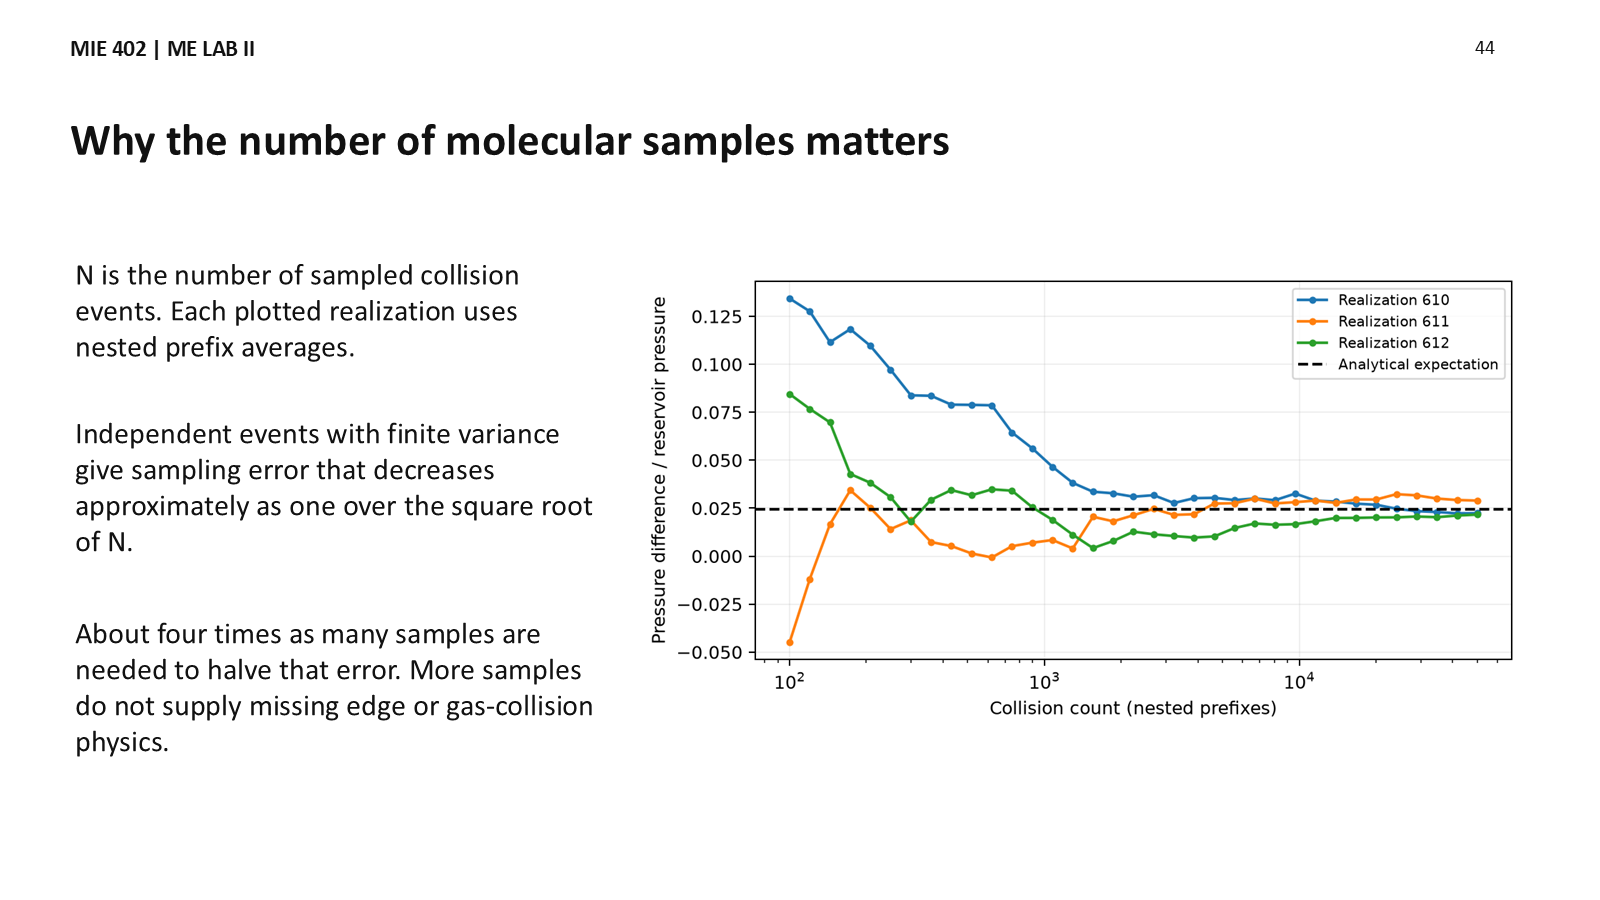 MIE 402 | ME LAB II
44
Why the number of molecular samples matters
N is the number of sampled collision
events. Each plotted realization uses
nested prefix averages.
Independent events with finite variance
give sampling error that decreases
approximately as one over the square root
of N.
About four times as many samples are
needed to halve that error. More samples
do not supply missing edge or gas-collision
physics.
Pressure difference / reservoir pressure
0.125
0.100
0.075
0.050
0.025
0.000
−0.025
−0.050
Realization 610
Realization 611
Realization 612
Analytical expectation
10²
10³
10⁴
Collision count (nested prefixes)